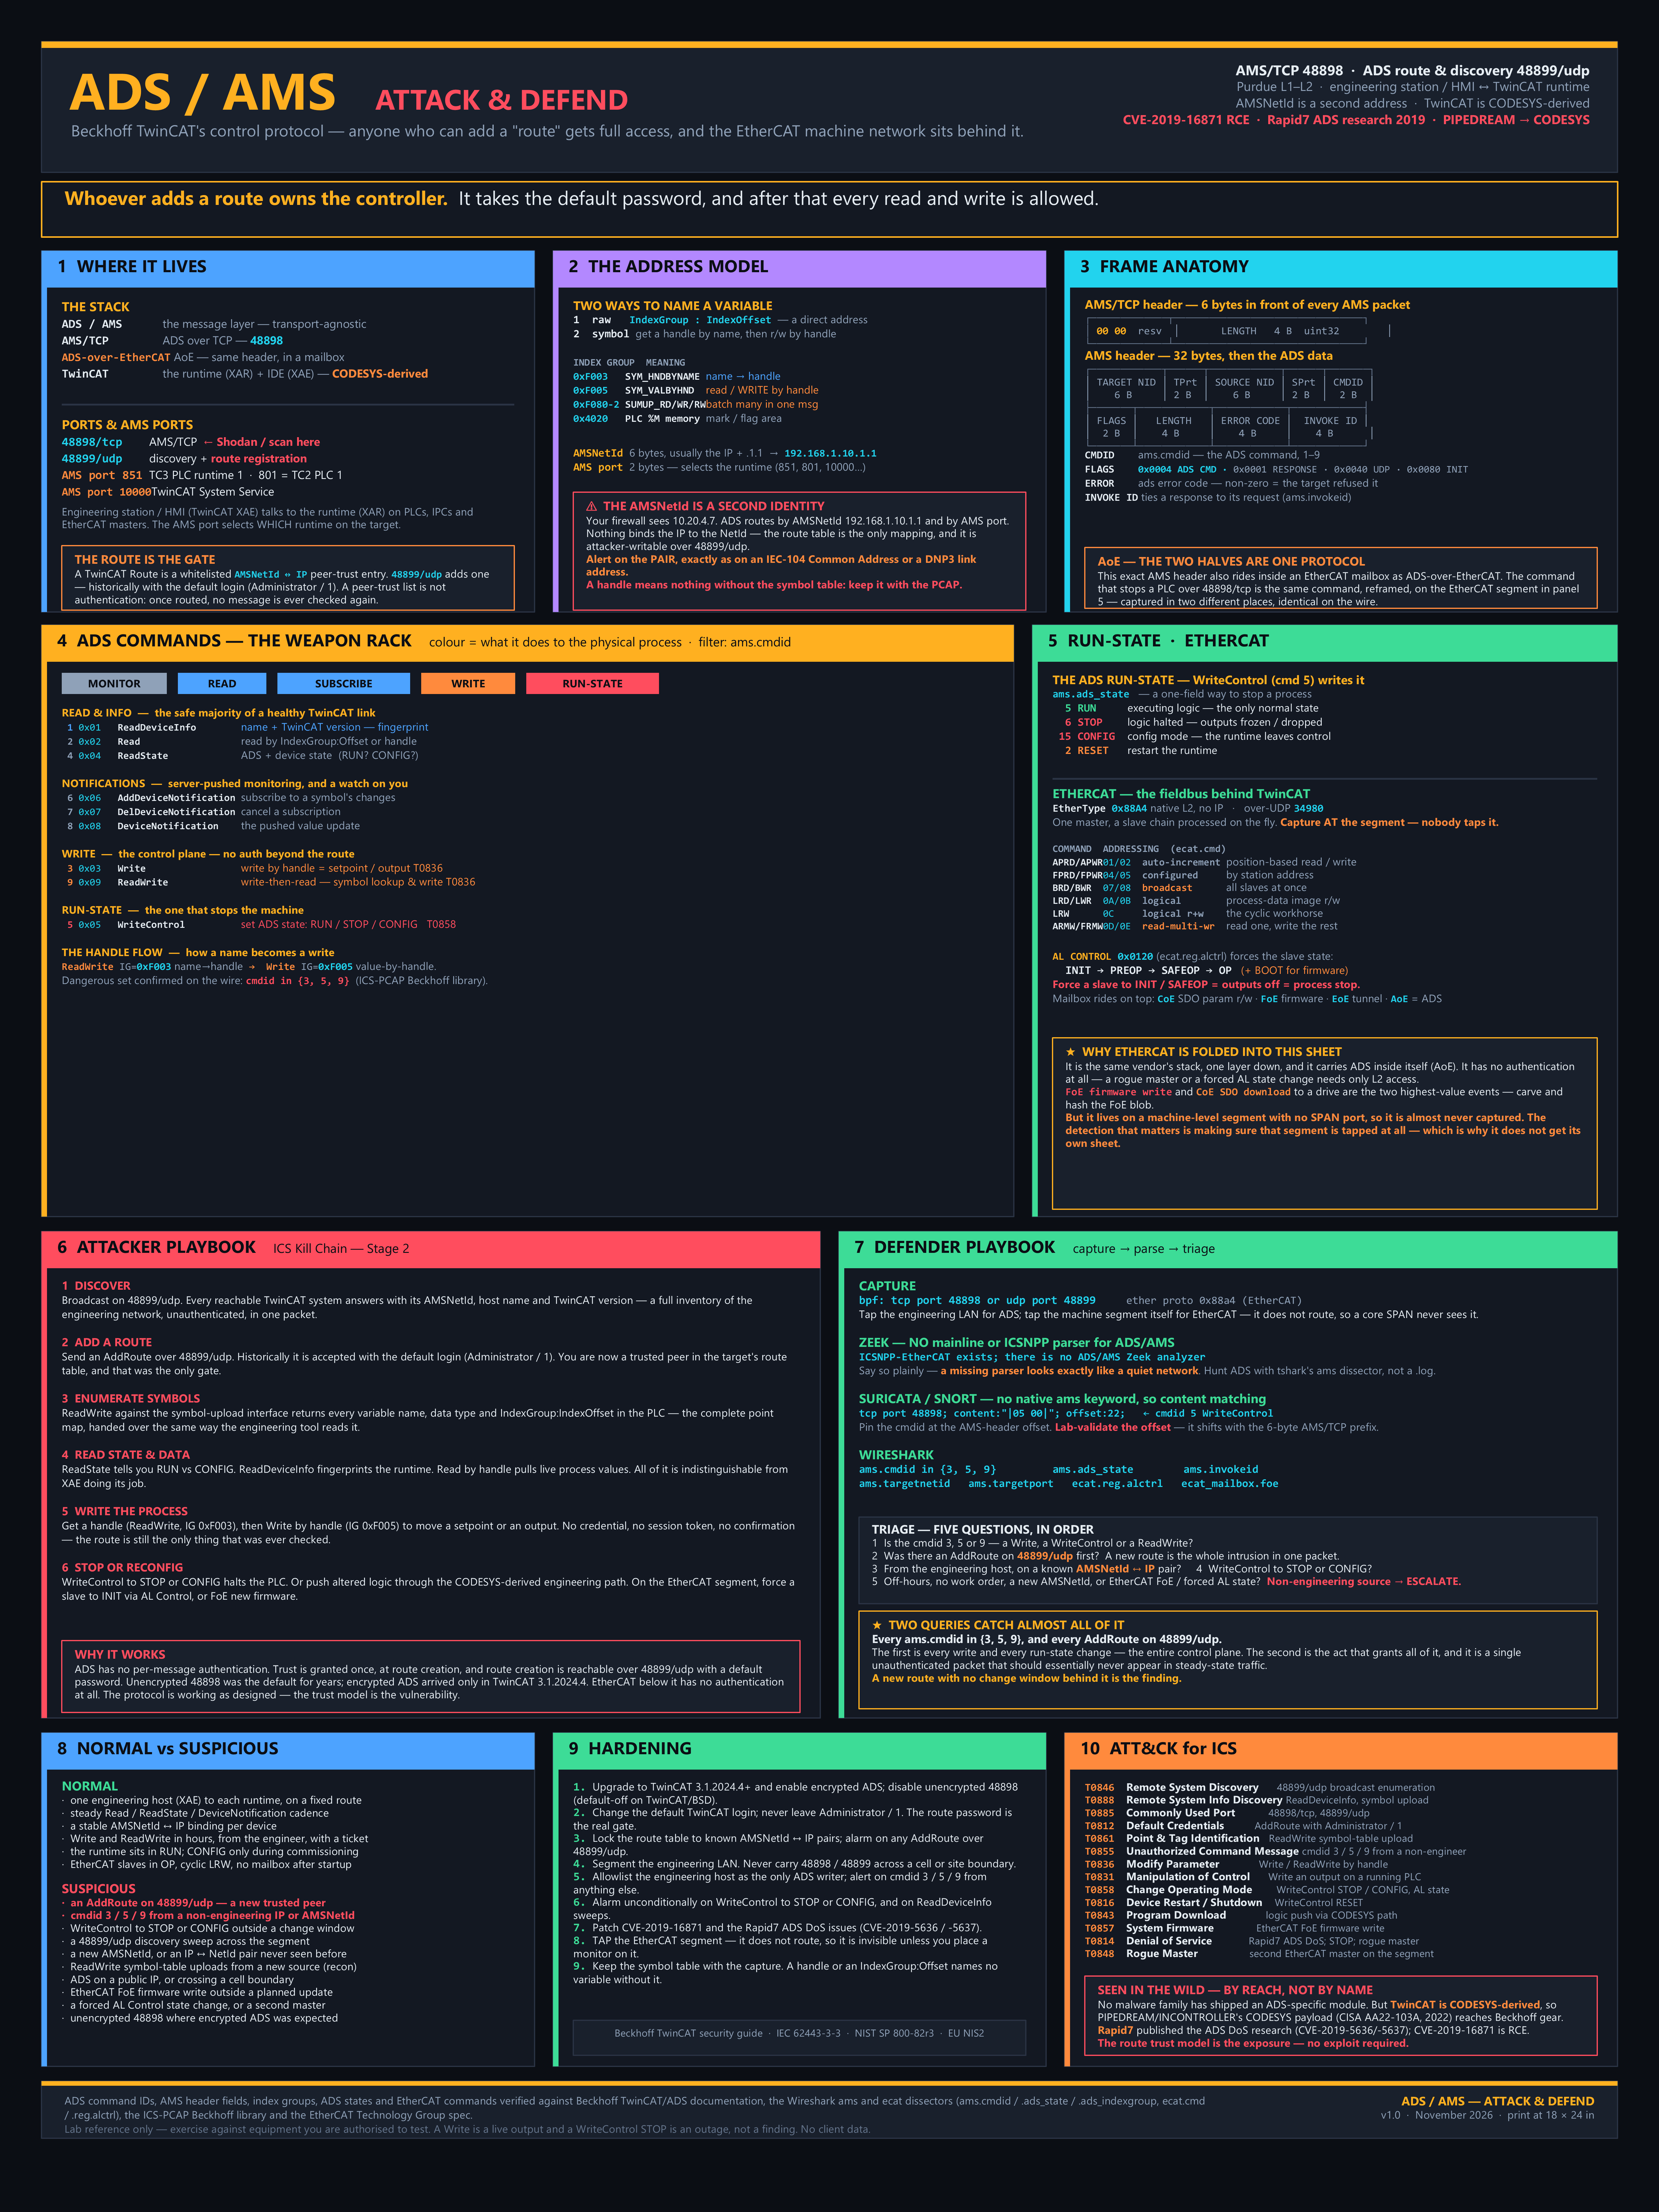 ADS / AMS ATTACK & DEFEND
Beckhoff TwinCAT's control protocol — anyone who can add a "route" gets full access, and the EtherCAT machine network sits behind it.
AMS/TCP 48898 · ADS route & discovery 48899/udp
Purdue L1–L2 · engineering station / HMI ↔ TwinCAT runtime
AMSNetId is a second address · TwinCAT is CODESYS-derived
CVE-2019-16871 RCE · Rapid7 ADS research 2019 · PIPEDREAM → CODESYS
Whoever adds a route owns the controller. It takes the default password, and after that every read and write is allowed.
1 WHERE IT LIVES
THE STACK
ADS / AMS the message layer — transport-agnostic
AMS/TCP ADS over TCP — 48898
ADS-over-EtherCAT AoE — same header, in a mailbox
TwinCAT the runtime (XAR) + IDE (XAE) — CODESYS-derived
PORTS & AMS PORTS
48898/tcp AMS/TCP ← Shodan / scan here
48899/udp discovery + route registration
AMS port 851 TC3 PLC runtime 1 · 801 = TC2 PLC 1
AMS port 10000TwinCAT System Service
Engineering station / HMI (TwinCAT XAE) talks to the runtime (XAR) on PLCs, IPCs and
EtherCAT masters. The AMS port selects WHICH runtime on the target.
THE ROUTE IS THE GATE
A TwinCAT Route is a whitelisted AMSNetId ↔ IP peer-trust entry. 48899/udp adds one
— historically with the default login (Administrator / 1). A peer-trust list is not
authentication: once routed, no message is ever checked again.
2 THE ADDRESS MODEL
TWO WAYS TO NAME A VARIABLE
1 raw IndexGroup : IndexOffset — a direct address
2 symbol get a handle by name, then r/w by handle
INDEX GROUP MEANING
0xF003 SYM_HNDBYNAME name → handle
0xF005 SYM_VALBYHND read / WRITE by handle
0xF080-2 SUMUP_RD/WR/RWbatch many in one msg
0x4020 PLC %M memory mark / flag area
AMSNetId 6 bytes, usually the IP + .1.1 → 192.168.1.10.1.1
AMS port 2 bytes — selects the runtime (851, 801, 10000…)
⚠ THE AMSNetId IS A SECOND IDENTITY
Your firewall sees 10.20.4.7. ADS routes by AMSNetId 192.168.1.10.1.1 and by AMS port.
Nothing binds the IP to the NetId — the route table is the only mapping, and it is
attacker-writable over 48899/udp.
Alert on the PAIR, exactly as on an IEC-104 Common Address or a DNP3 link
address.
A handle means nothing without the symbol table: keep it with the PCAP.
3 FRAME ANATOMY
AMS/TCP header — 6 bytes in front of every AMS packet
00 00 resv LENGTH 4 B uint32
AMS header — 32 bytes, then the ADS data
TARGET NID TPrt SOURCE NID SPrt CMDID
6 B 2 B 6 B 2 B 2 B
FLAGS LENGTH ERROR CODE INVOKE ID
2 B 4 B 4 B 4 B
CMDID ams.cmdid — the ADS command, 1–9
FLAGS 0x0004 ADS CMD · 0x0001 RESPONSE · 0x0040 UDP · 0x0080 INIT
ERROR ads error code — non-zero = the target refused it
INVOKE ID ties a response to its request (ams.invokeid)
AoE — THE TWO HALVES ARE ONE PROTOCOL
This exact AMS header also rides inside an EtherCAT mailbox as ADS-over-EtherCAT. The command
that stops a PLC over 48898/tcp is the same command, reframed, on the EtherCAT segment in panel
5 — captured in two different places, identical on the wire.
4 ADS COMMANDS — THE WEAPON RACK colour = what it does to the physical process · filter: ams.cmdid
MONITOR READ SUBSCRIBE WRITE RUN-STATE
READ & INFO — the safe majority of a healthy TwinCAT link
1 0x01 ReadDeviceInfo name + TwinCAT version — fingerprint
2 0x02 Read read by IndexGroup:Offset or handle
4 0x04 ReadState ADS + device state (RUN? CONFIG?)
NOTIFICATIONS — server-pushed monitoring, and a watch on you
6 0x06 AddDeviceNotification subscribe to a symbol's changes
7 0x07 DelDeviceNotification cancel a subscription
8 0x08 DeviceNotification the pushed value update
WRITE — the control plane — no auth beyond the route
3 0x03 Write write by handle = setpoint / output T0836
9 0x09 ReadWrite write-then-read — symbol lookup & write T0836
RUN-STATE — the one that stops the machine
5 0x05 WriteControl set ADS state: RUN / STOP / CONFIG T0858
THE HANDLE FLOW — how a name becomes a write
ReadWrite IG=0xF003 name→handle → Write IG=0xF005 value-by-handle.
Dangerous set confirmed on the wire: cmdid in {3, 5, 9} (ICS-PCAP Beckhoff library).
5 RUN-STATE · ETHERCAT
THE ADS RUN-STATE — WriteControl (cmd 5) writes it
ams.ads_state — a one-field way to stop a process
5 RUN executing logic — the only normal state
6 STOP logic halted — outputs frozen / dropped
15 CONFIG config mode — the runtime leaves control
2 RESET restart the runtime
ETHERCAT — the fieldbus behind TwinCAT
EtherType 0x88A4 native L2, no IP · over-UDP 34980
One master, a slave chain processed on the fly. Capture AT the segment — nobody taps it.
COMMAND ADDRESSING (ecat.cmd)
APRD/APWR01/02 auto-increment position-based read / write
FPRD/FPWR04/05 configured by station address
BRD/BWR 07/08 broadcast all slaves at once
LRD/LWR 0A/0B logical process-data image r/w
LRW 0C logical r+w the cyclic workhorse
ARMW/FRMW0D/0E read-multi-wr read one, write the rest
AL CONTROL 0x0120 (ecat.reg.alctrl) forces the slave state:
INIT → PREOP → SAFEOP → OP (+ BOOT for firmware)
Force a slave to INIT / SAFEOP = outputs off = process stop.
Mailbox rides on top: CoE SDO param r/w · FoE firmware · EoE tunnel · AoE = ADS
★ WHY ETHERCAT IS FOLDED INTO THIS SHEET
It is the same vendor's stack, one layer down, and it carries ADS inside itself (AoE). It has no authentication
at all — a rogue master or a forced AL state change needs only L2 access.
FoE firmware write and CoE SDO download to a drive are the two highest-value events — carve and
hash the FoE blob.
But it lives on a machine-level segment with no SPAN port, so it is almost never captured. The
detection that matters is making sure that segment is tapped at all — which is why it does not get its
own sheet.
6 ATTACKER PLAYBOOK ICS Kill Chain — Stage 2
1 DISCOVER
Broadcast on 48899/udp. Every reachable TwinCAT system answers with its AMSNetId, host name and TwinCAT version — a full inventory of the
engineering network, unauthenticated, in one packet.
2 ADD A ROUTE
Send an AddRoute over 48899/udp. Historically it is accepted with the default login (Administrator / 1). You are now a trusted peer in the target's route
table, and that was the only gate.
3 ENUMERATE SYMBOLS
ReadWrite against the symbol-upload interface returns every variable name, data type and IndexGroup:IndexOffset in the PLC — the complete point
map, handed over the same way the engineering tool reads it.
4 READ STATE & DATA
ReadState tells you RUN vs CONFIG. ReadDeviceInfo fingerprints the runtime. Read by handle pulls live process values. All of it is indistinguishable from
XAE doing its job.
5 WRITE THE PROCESS
Get a handle (ReadWrite, IG 0xF003), then Write by handle (IG 0xF005) to move a setpoint or an output. No credential, no session token, no confirmation
— the route is still the only thing that was ever checked.
6 STOP OR RECONFIG
WriteControl to STOP or CONFIG halts the PLC. Or push altered logic through the CODESYS-derived engineering path. On the EtherCAT segment, force a
slave to INIT via AL Control, or FoE new firmware.
WHY IT WORKS
ADS has no per-message authentication. Trust is granted once, at route creation, and route creation is reachable over 48899/udp with a default
password. Unencrypted 48898 was the default for years; encrypted ADS arrived only in TwinCAT 3.1.2024.4. EtherCAT below it has no authentication
at all. The protocol is working as designed — the trust model is the vulnerability.
7 DEFENDER PLAYBOOK capture → parse → triage
CAPTURE
bpf: tcp port 48898 or udp port 48899 ether proto 0x88a4 (EtherCAT)
Tap the engineering LAN for ADS; tap the machine segment itself for EtherCAT — it does not route, so a core SPAN never sees it.
ZEEK — NO mainline or ICSNPP parser for ADS/AMS
ICSNPP-EtherCAT exists; there is no ADS/AMS Zeek analyzer
Say so plainly — a missing parser looks exactly like a quiet network. Hunt ADS with tshark's ams dissector, not a .log.
SURICATA / SNORT — no native ams keyword, so content matching
tcp port 48898; content:"|05 00|"; offset:22; ← cmdid 5 WriteControl
Pin the cmdid at the AMS-header offset. Lab-validate the offset — it shifts with the 6-byte AMS/TCP prefix.
WIRESHARK
ams.cmdid in {3, 5, 9} ams.ads_state ams.invokeid
ams.targetnetid ams.targetport ecat.reg.alctrl ecat_mailbox.foe
TRIAGE — FIVE QUESTIONS, IN ORDER
1 Is the cmdid 3, 5 or 9 — a Write, a WriteControl or a ReadWrite?
2 Was there an AddRoute on 48899/udp first? A new route is the whole intrusion in one packet.
3 From the engineering host, on a known AMSNetId ↔ IP pair? 4 WriteControl to STOP or CONFIG?
5 Off-hours, no work order, a new AMSNetId, or EtherCAT FoE / forced AL state? Non-engineering source → ESCALATE.
★ TWO QUERIES CATCH ALMOST ALL OF IT
Every ams.cmdid in {3, 5, 9}, and every AddRoute on 48899/udp.
The first is every write and every run-state change — the entire control plane. The second is the act that grants all of it, and it is a single
unauthenticated packet that should essentially never appear in steady-state traffic.
A new route with no change window behind it is the finding.
8 NORMAL vs SUSPICIOUS
NORMAL
· one engineering host (XAE) to each runtime, on a fixed route
· steady Read / ReadState / DeviceNotification cadence
· a stable AMSNetId ↔ IP binding per device
· Write and ReadWrite in hours, from the engineer, with a ticket
· the runtime sits in RUN; CONFIG only during commissioning
· EtherCAT slaves in OP, cyclic LRW, no mailbox after startup
SUSPICIOUS
· an AddRoute on 48899/udp — a new trusted peer
· cmdid 3 / 5 / 9 from a non-engineering IP or AMSNetId
· WriteControl to STOP or CONFIG outside a change window
· a 48899/udp discovery sweep across the segment
· a new AMSNetId, or an IP ↔ NetId pair never seen before
· ReadWrite symbol-table uploads from a new source (recon)
· ADS on a public IP, or crossing a cell boundary
· EtherCAT FoE firmware write outside a planned update
· a forced AL Control state change, or a second master
· unencrypted 48898 where encrypted ADS was expected
9 HARDENING
1. Upgrade to TwinCAT 3.1.2024.4+ and enable encrypted ADS; disable unencrypted 48898
(default-off on TwinCAT/BSD).
2. Change the default TwinCAT login; never leave Administrator / 1. The route password is
the real gate.
3. Lock the route table to known AMSNetId ↔ IP pairs; alarm on any AddRoute over
48899/udp.
4. Segment the engineering LAN. Never carry 48898 / 48899 across a cell or site boundary.
5. Allowlist the engineering host as the only ADS writer; alert on cmdid 3 / 5 / 9 from
anything else.
6. Alarm unconditionally on WriteControl to STOP or CONFIG, and on ReadDeviceInfo
sweeps.
7. Patch CVE-2019-16871 and the Rapid7 ADS DoS issues (CVE-2019-5636 / -5637).
8. TAP the EtherCAT segment — it does not route, so it is invisible unless you place a
monitor on it.
9. Keep the symbol table with the capture. A handle or an IndexGroup:Offset names no
variable without it.
Beckhoff TwinCAT security guide · IEC 62443-3-3 · NIST SP 800-82r3 · EU NIS2
10 ATT&CK for ICS
T0846 Remote System Discovery 48899/udp broadcast enumeration
T0888 Remote System Info Discovery ReadDeviceInfo, symbol upload
T0885 Commonly Used Port 48898/tcp, 48899/udp
T0812 Default Credentials AddRoute with Administrator / 1
T0861 Point & Tag Identification ReadWrite symbol-table upload
T0855 Unauthorized Command Message cmdid 3 / 5 / 9 from a non-engineer
T0836 Modify Parameter Write / ReadWrite by handle
T0831 Manipulation of Control Write an output on a running PLC
T0858 Change Operating Mode WriteControl STOP / CONFIG, AL state
T0816 Device Restart / Shutdown WriteControl RESET
T0843 Program Download logic push via CODESYS path
T0857 System Firmware EtherCAT FoE firmware write
T0814 Denial of Service Rapid7 ADS DoS; STOP; rogue master
T0848 Rogue Master second EtherCAT master on the segment
SEEN IN THE WILD — BY REACH, NOT BY NAME
No malware family has shipped an ADS-specific module. But TwinCAT is CODESYS-derived, so
PIPEDREAM/INCONTROLLER's CODESYS payload (CISA AA22-103A, 2022) reaches Beckhoff gear.
Rapid7 published the ADS DoS research (CVE-2019-5636/-5637); CVE-2019-16871 is RCE.
The route trust model is the exposure — no exploit required.
ADS command IDs, AMS header fields, index groups, ADS states and EtherCAT commands verified against Beckhoff TwinCAT/ADS documentation, the Wireshark ams and ecat dissectors (ams.cmdid / .ads_state / .ads_indexgroup, ecat.cmd
/ .reg.alctrl), the ICS-PCAP Beckhoff library and the EtherCAT Technology Group spec.
Lab reference only — exercise against equipment you are authorised to test. A Write is a live output and a WriteControl STOP is an outage, not a finding. No client data.
ADS / AMS — ATTACK & DEFEND
v1.0 · November 2026 · print at 18 × 24 in